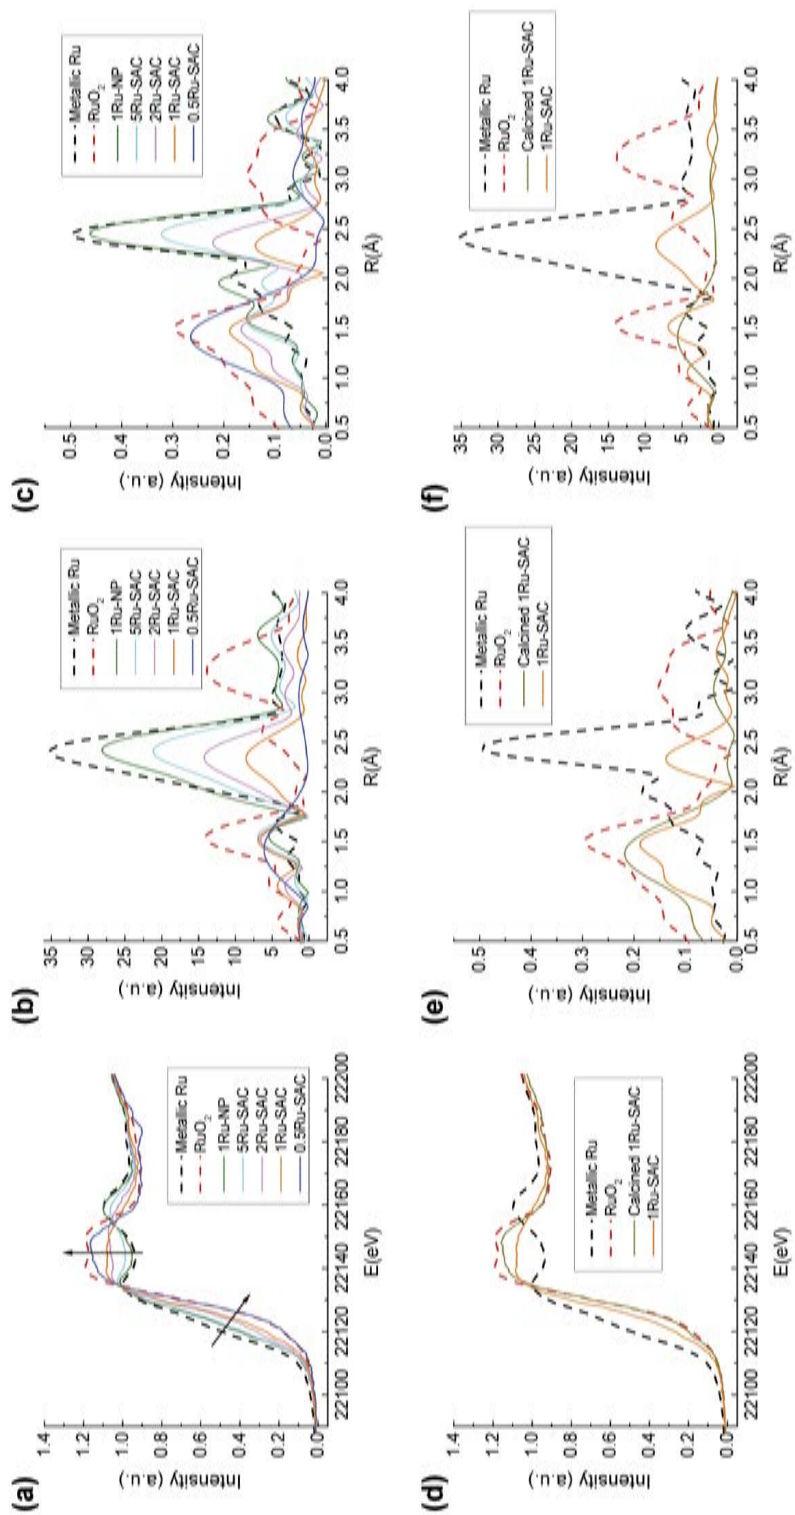 (a)
1.4
1.2
1.0
0.8
0.6
0.4
0.2
0.0
Intensity (a.u.)
22100
22120
22140
22160
22180
22200
E(eV)
Metallic Ru
RuO2
1Ru-NP
5Ru-SAC
2Ru-SAC
1Ru-SAC
0.5Ru-SAC
(b)
35
30
25
20
15
10
5
0
Intensity (a.u.)
0.5
1.0
1.5
2.0
2.5
3.0
3.5
4.0
R(Å)
Metallic Ru
RuO2
1Ru-NP
5Ru-SAC
2Ru-SAC
1Ru-SAC
0.5Ru-SAC
(c)
0.5
0.4
0.3
0.2
0.1
0.0
Intensity (a.u.)
0.5
1.0
1.5
2.0
2.5
3.0
3.5
4.0
R(Å)
Metallic Ru
RuO2
1Ru-NP
5Ru-SAC
2Ru-SAC
1Ru-SAC
0.5Ru-SAC
(d)
1.4
1.2
1.0
0.8
0.6
0.4
0.2
0.0
Intensity (a.u.)
22100
22120
22140
22160
22180
22200
E(eV)
Metallic Ru
RuO2
Calcined 1Ru-SAC
1Ru-SAC
(e)
0.5
0.4
0.3
0.2
0.1
0.0
Intensity (a.u.)
0.5
1.0
1.5
2.0
2.5
3.0
3.5
4.0
R(Å)
Metallic Ru
RuO2
Calcined 1Ru-SAC
1Ru-SAC
(f)
35
30
25
20
15
10
5
0
Intensity (a.u.)
0.5
1.0
1.5
2.0
2.5
3.0
3.5
4.0
R(Å)
Metallic Ru
RuO2
Calcined 1Ru-SAC
1Ru-SAC